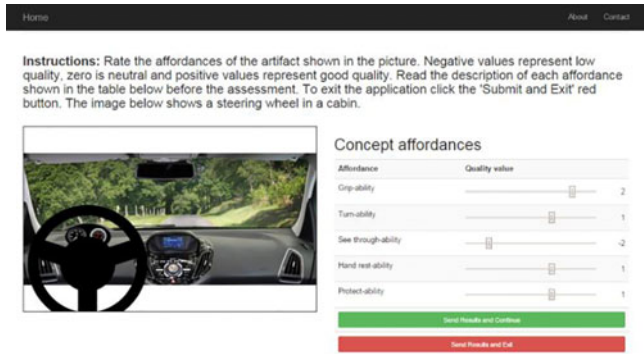 Home About Contact
Instructions: Rate the affordances of the artifact shown in the picture. Negative values represent low
quality, zero is neutral and positive values represent good quality. Read the description of each affordance
shown in the table below before the assessment. To exit the application click the 'Submit and Exit' red
button. The image below shows a steering wheel in a cabin.
Concept affordances
Affordance Quality value
Grip-ability 2
Turn-ability 1
See through-ability -2
Hand rest-ability 1
Protect-ability 1
Send Results and Continue
Send Results and Exit